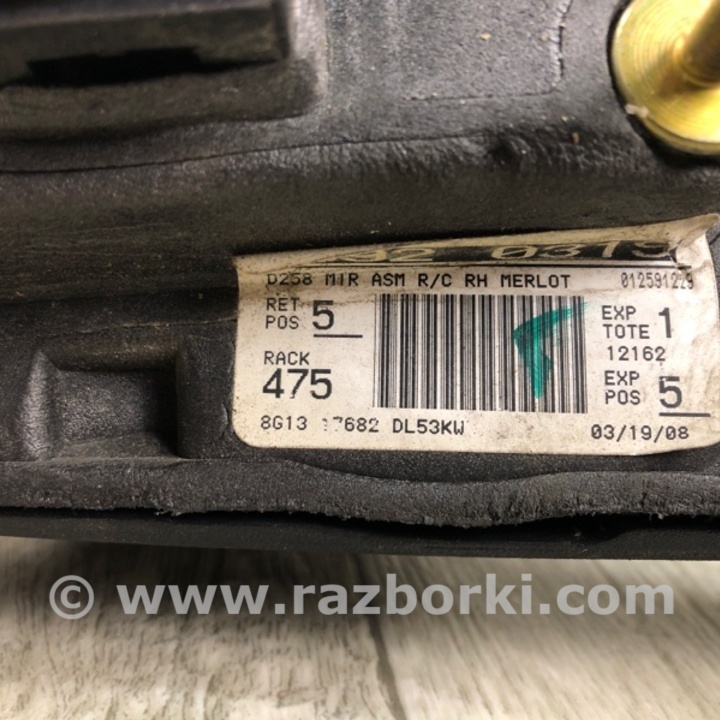 D258 MIR ASM R/C RH MERLOT 012591229
RET POS 5
EXP TOTE 1
12162
RACK 475
EXP POS 5
8G13 17682 DL53KW
03/19/08
© www.razborki.com